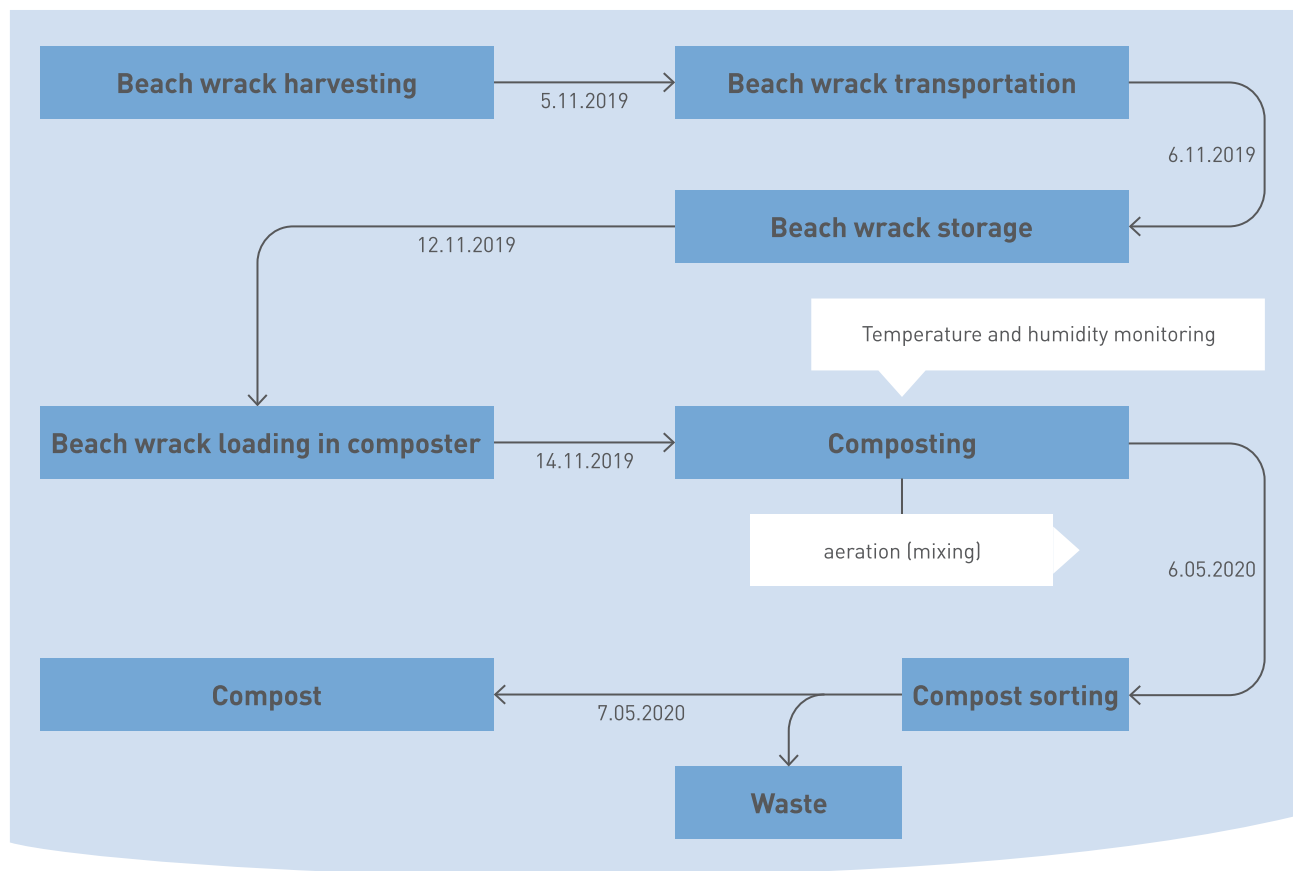 Beach wrack harvesting
5.11.2019
Beach wrack transportation
6.11.2019
Beach wrack storage
12.11.2019
Temperature and humidity monitoring
Beach wrack loading in composter
14.11.2019
Composting
aeration (mixing)
6.05.2020
Compost
7.05.2020
Compost sorting
Waste